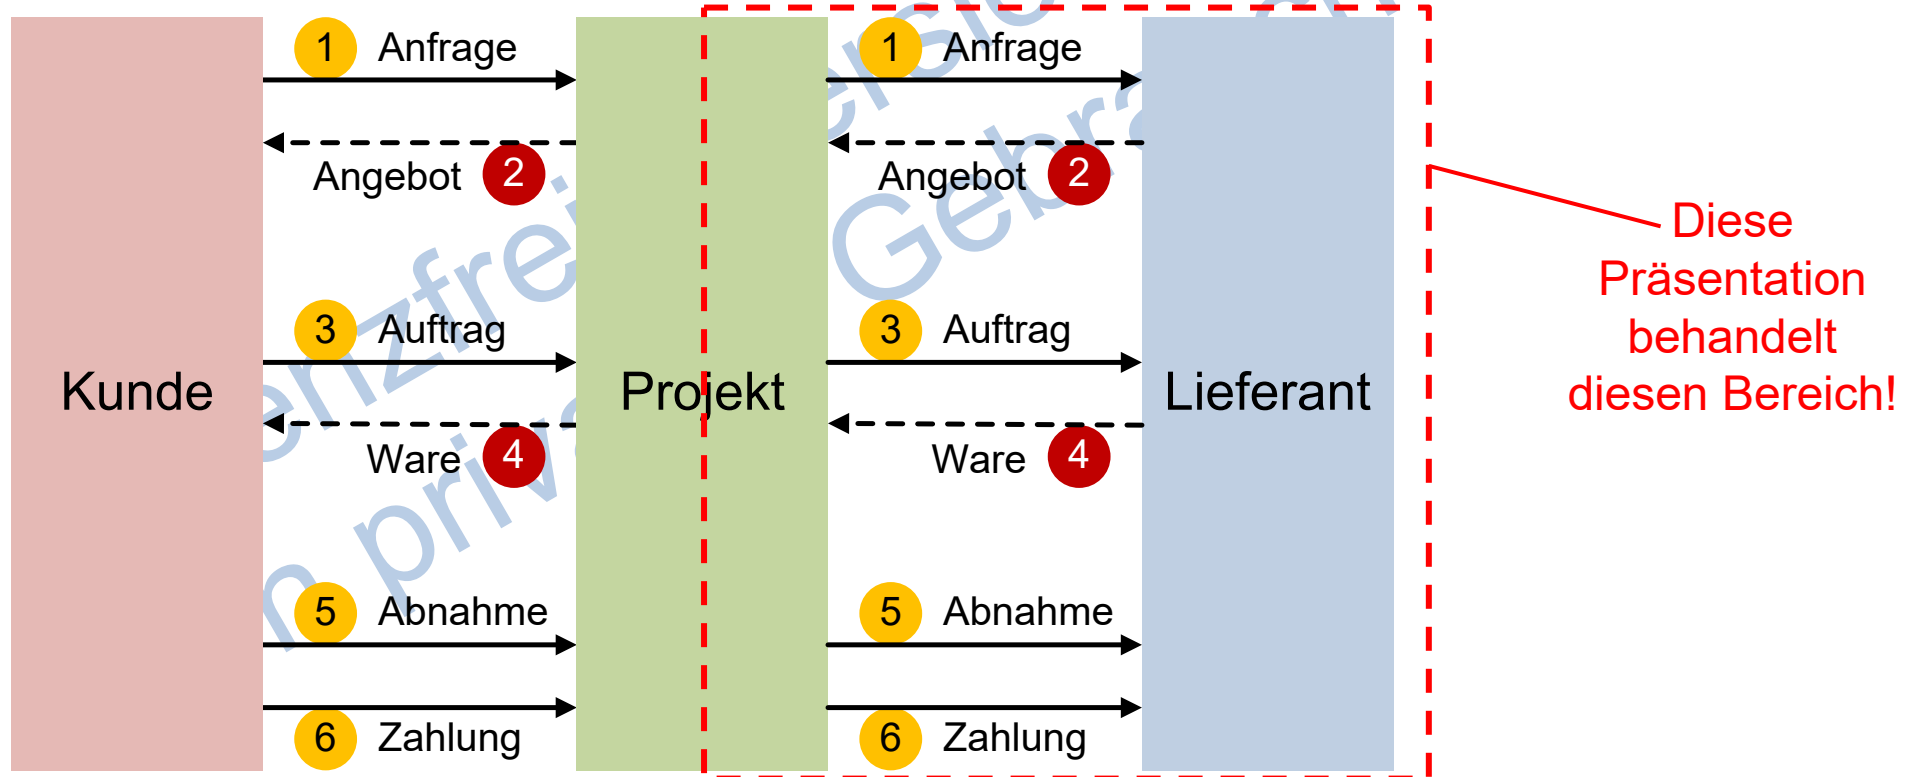 1 Anfrage
1 Anfrage
Angebot 2
Angebot 2
3 Auftrag
3 Auftrag
Kunde
Projekt
Lieferant
Ware 4
Ware 4
5 Abnahme
5 Abnahme
6 Zahlung
6 Zahlung
Diese
Präsentation
behandelt
diesen Bereich!